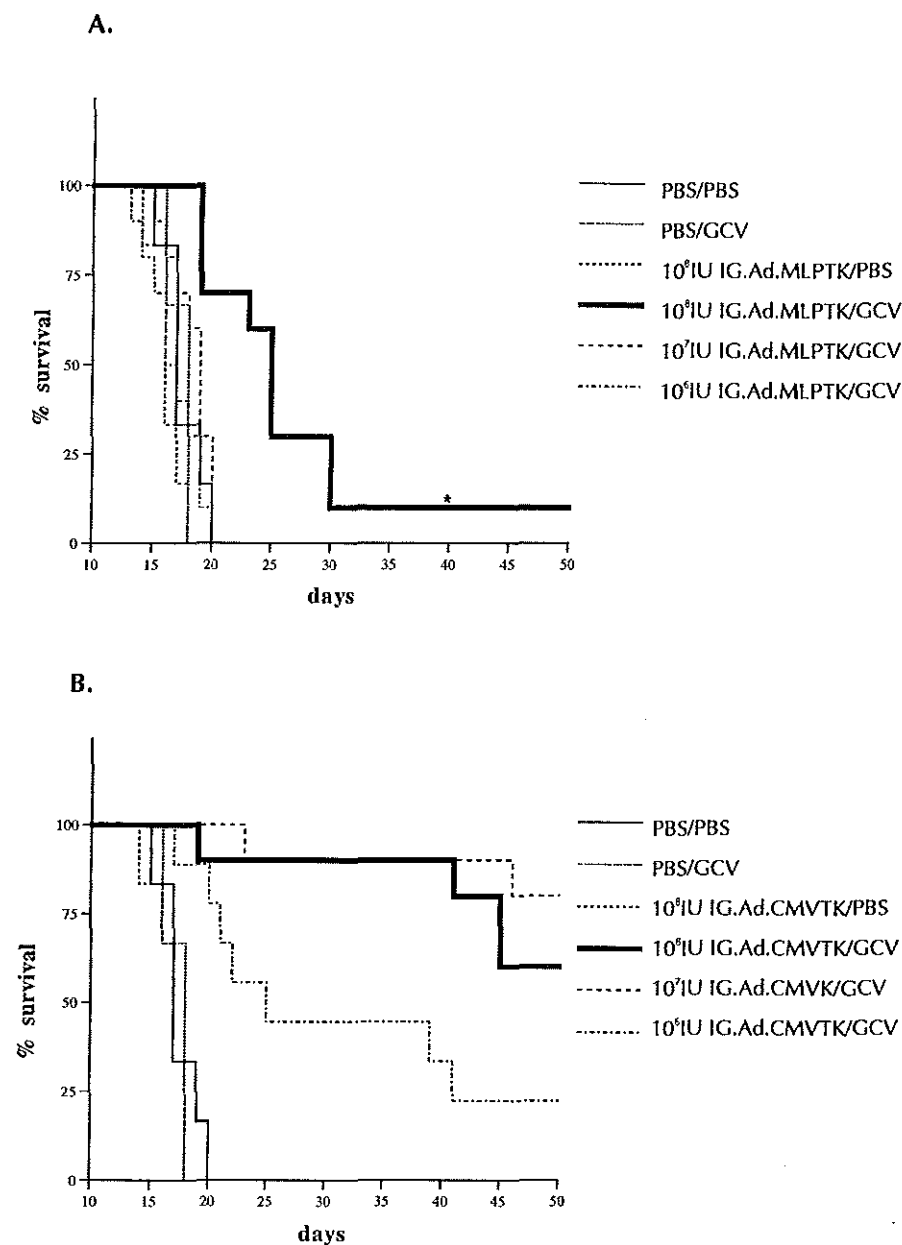 A.
% survival
100
75
50
25
0
10 15 20 25 30 35 40 45 50
days
*
PBS/PBS
PBS/GCV
10⁸IU IG.Ad.MLPTK/PBS
10⁸IU IG.Ad.MLPTK/GCV
10⁷IU IG.Ad.MLPTK/GCV
10⁶IU IG.Ad.MLPTK/GCV
B.
% survival
100
75
50
25
0
10 15 20 25 30 35 40 45 50
days
PBS/PBS
PBS/GCV
10⁸IU IG.Ad.CMVTK/PBS
10⁸IU IG.Ad.CMVTK/GCV
10⁷IU IG.Ad.CMVK/GCV
10⁶IU IG.Ad.CMVTK/GCV